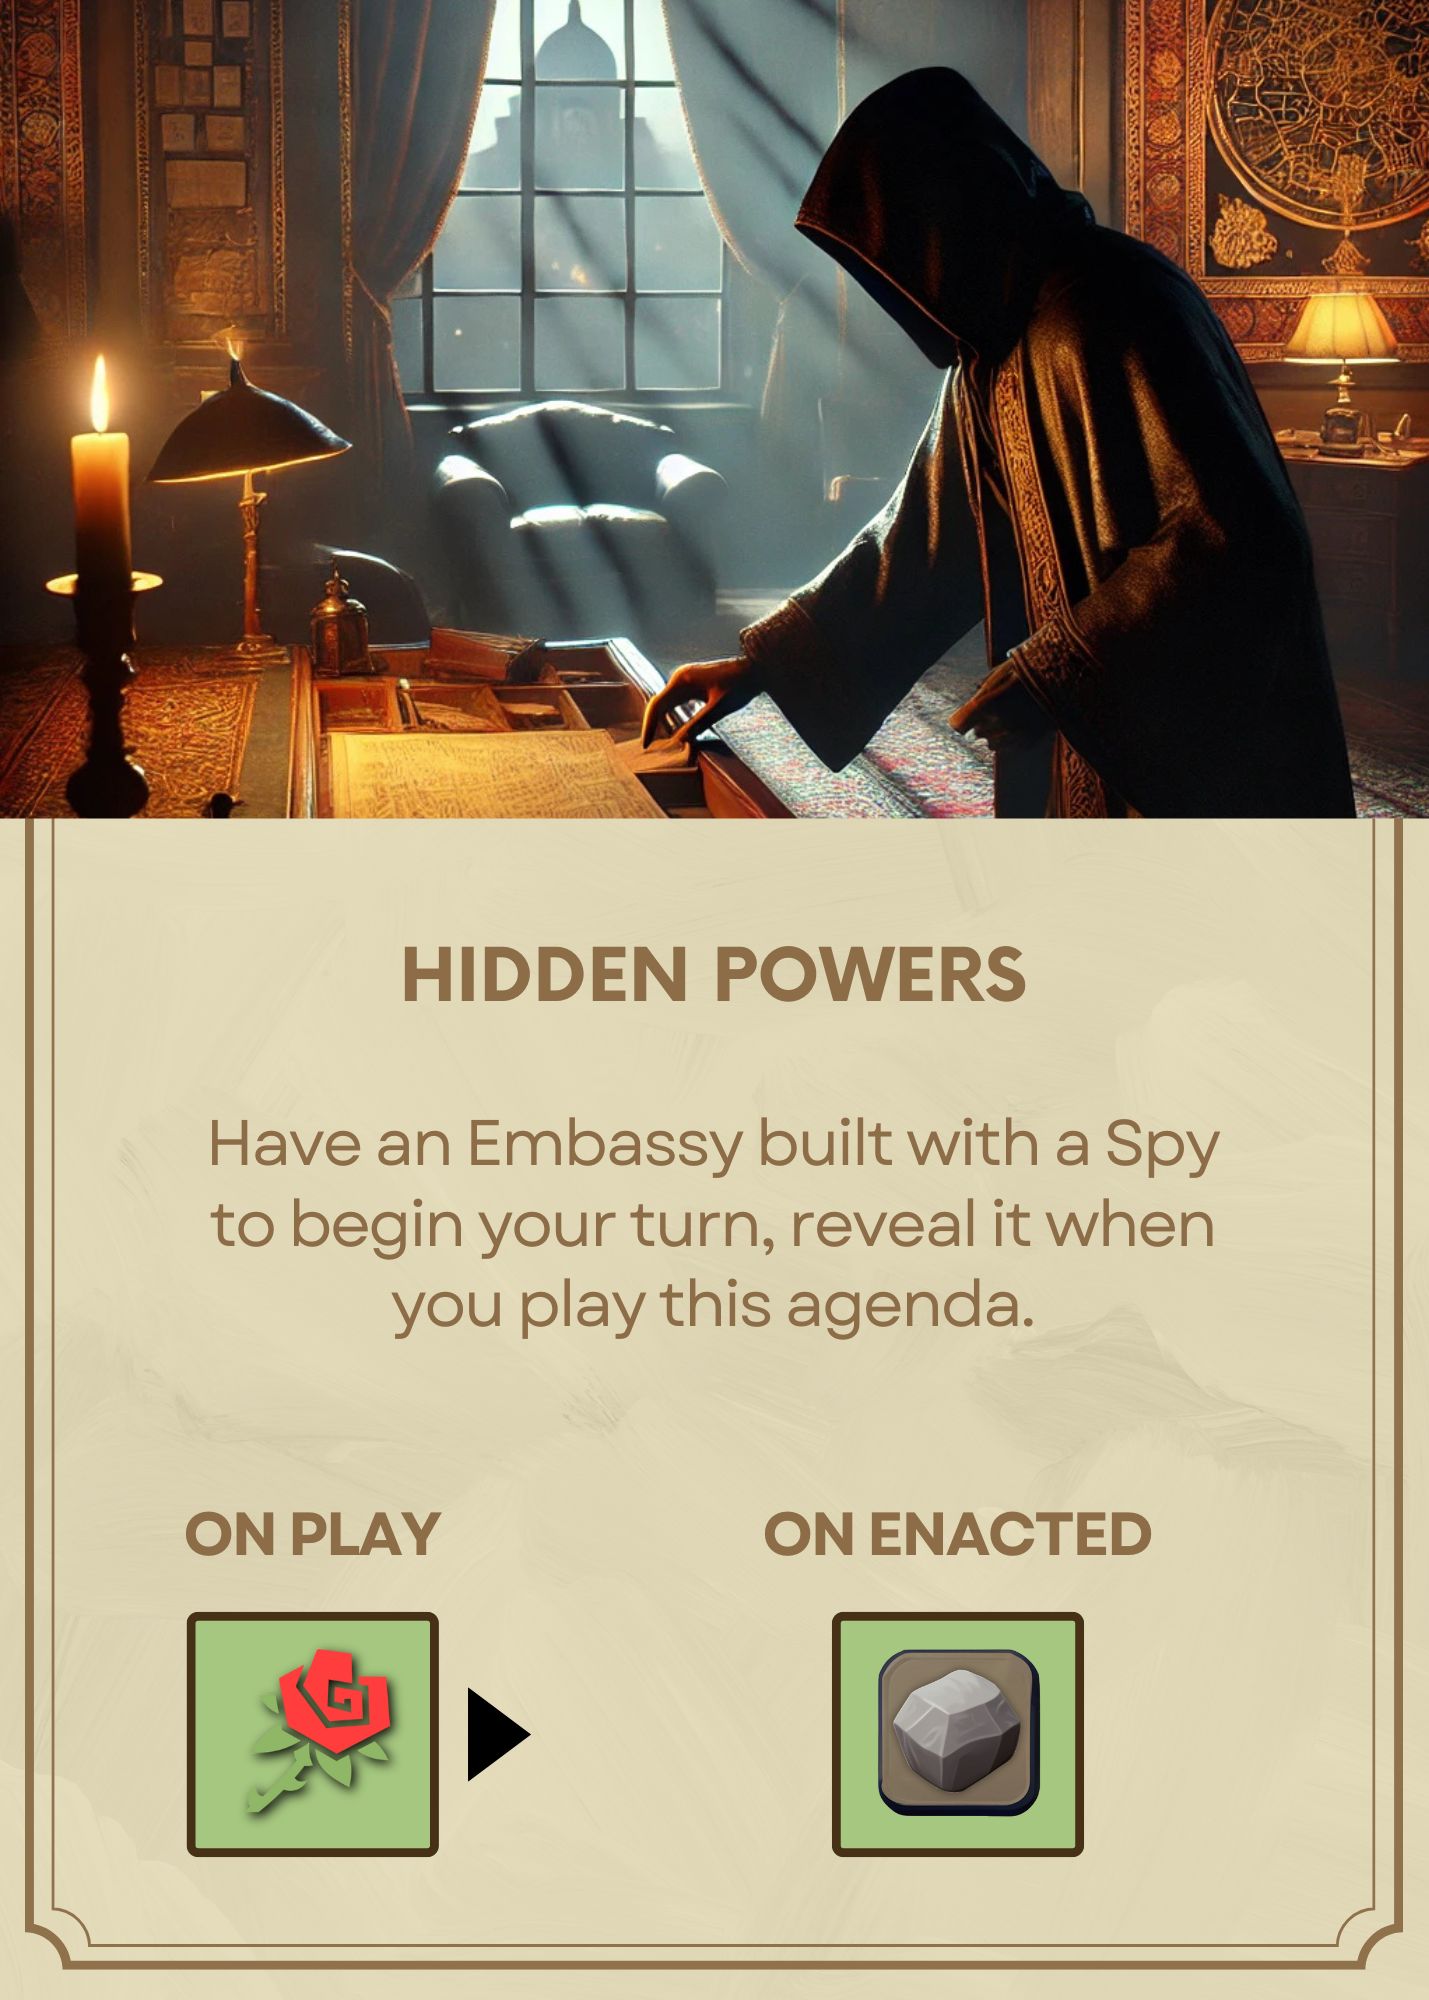 HIDDEN POWERS
Have an Embassy built with a Spy
to begin your turn, reveal it when
you play this agenda.
ON PLAY
ON ENACTED